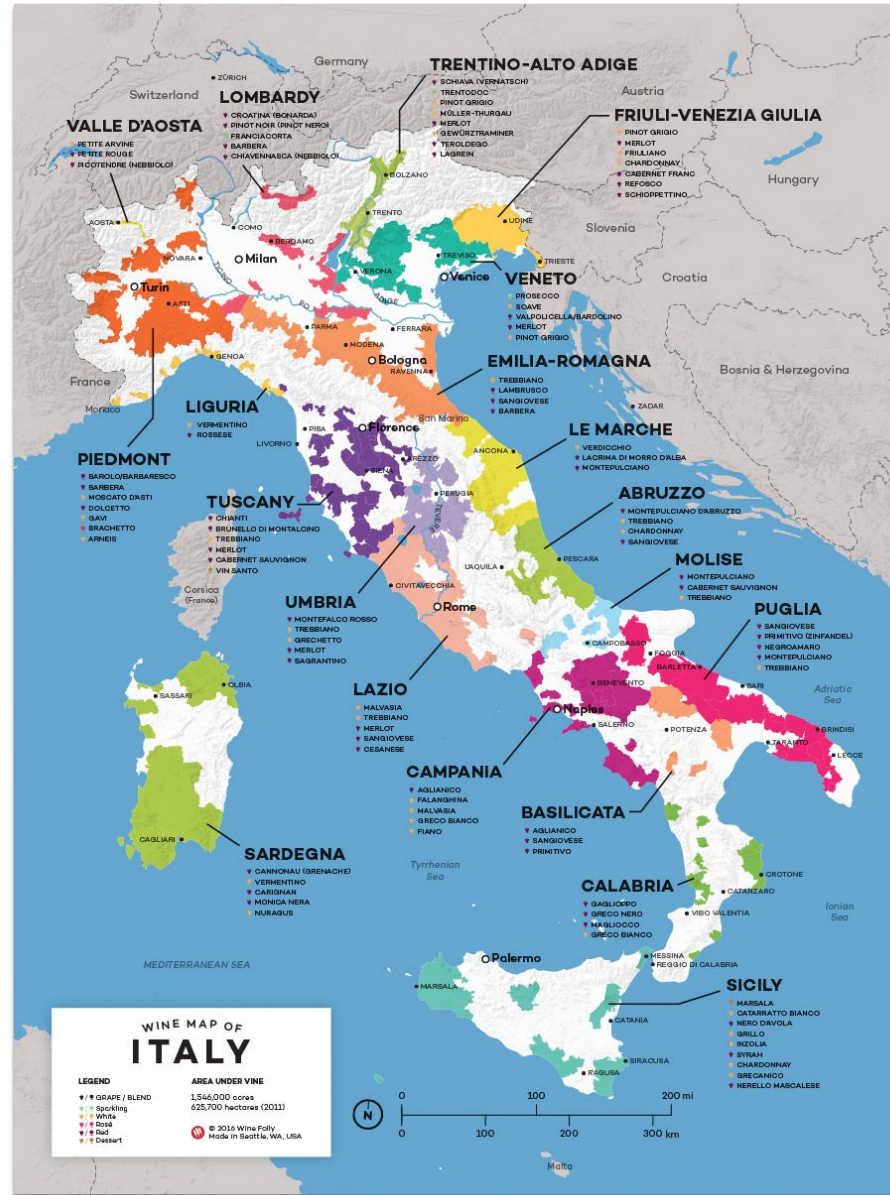 Germany
ZÜRICH
Switzerland
Austria
Hungary
Slovenia
Croatia
Bosnia & Herzegovina
France
Monaco
VALLE D'AOSTA
PETITE ARVINE
PETITE ROUGE
PICOTENDRE (NEBBIOLO)
LOMBARDY
CROATINA (BONARDA)
PINOT NOIR (PINOT NERO)
FRANCIACORTA
BARBERA
CHIAVENNASCA (NEBBIOLO)
TRENTINO-ALTO ADIGE
SCHIAVA (VERNATSCH)
TRENTODOC
PINOT GRIGIO
MÜLLER-THURGAU
MERLOT
GEWÜRZTRAMINER
TEROLDEGO
LAGREIN
FRIULI-VENEZIA GIULIA
PINOT GRIGIO
MERLOT
FRIULIANO
CHARDONNAY
CABERNET FRANC
REFOSCO
SCHIOPPETTINO
BOLZANO
TRENTO
UDINE
TRIESTE
AOSTA
COMO
BERGAMO
NOVARA
Milan
TICINO
VERONA
TREVISO
Venice
Turin
ASTI
PO
ADIGE
VENETO
PROSECCO
SOAVE
VALPOLICELLA/BARDOLINO
MERLOT
PINOT GRIGIO
PARMA
FERRARA
MODENA
Bologna
RAVENNA
GENOA
EMILIA-ROMAGNA
TREBBIANO
LAMBRUSCO
SANGIOVESE
BARBERA
San Marino
ZADAR
LIGURIA
VERMENTINO
ROSSESE
PISA
Florence
LIVORNO
AREZZO
SIENA
ANCONA
LE MARCHE
VERDICCHIO
LACRIMA DI MORRO D'ALBA
MONTEPULCIANO
PIEDMONT
BAROLO/BARBARESCO
BARBERA
MOSCATO D'ASTI
DOLCETTO
GAVI
BRACHETTO
ARNEIS
TUSCANY
CHIANTI
BRUNELLO DI MONTALCINO
TREBBIANO
MERLOT
CABERNET SAUVIGNON
VIN SANTO
PERUGIA
TEVERE
ABRUZZO
MONTEPULCIANO D'ABRUZZO
TREBBIANO
CHARDONNAY
SANGIOVESE
PESCARA
L'AQUILA
Corsica
(France)
CIVITAVECCHIA
Rome
UMBRIA
MONTEFALCO ROSSO
TREBBIANO
GRECHETTO
MERLOT
SAGRANTINO
MOLISE
MONTEPULCIANO
CABERNET SAUVIGNON
TREBBIANO
CAMPOBASSO
PUGLIA
SANGIOVESE
PRIMITIVO (ZINFANDEL)
NEGROAMARO
MONTEPULCIANO
TREBBIANO
FOGGIA
BARLETTA
BARI
Adriatic
Sea
BRINDISI
TARANTO
LECCE
LAZIO
MALVASIA
TREBBIANO
MERLOT
SANGIOVESE
CESANESE
BENEVENTO
Naples
SALERNO
POTENZA
OLBIA
SASSARI
CAGLIARI
CAMPANIA
AGLIANICO
FALANGHINA
MALVASIA
GRECO BIANCO
FIANO
BASILICATA
AGLIANICO
SANGIOVESE
PRIMITIVO
SARDEGNA
CANNONAU (GRENACHE)
VERMENTINO
CARIGNAN
MONICA NERA
NURAGUS
Tyrrhenian
Sea
CALABRIA
GAGLIOPPO
GRECO NERO
MAGLIOCCO
GRECO BIANCO
CROTONE
CATANZARO
VIBO VALENTIA
Ionian
Sea
MEDITERRANEAN SEA
Palermo
MESSINA
REGGIO DI CALABRIA
MARSALA
CATANIA
SIRACUSA
RAGUSA
SICILY
MARSALA
CATARRATTO BIANCO
NERO D'AVOLA
GRILLO
INZOLIA
SYRAH
CHARDONNAY
GRECANICO
NERELLO MASCALESE
WINE MAP OF
ITALY
LEGEND
GRAPE / BLEND
Sparkling
White
Rosé
Red
Dessert
AREA UNDER VINE
1,546,000 acres
625,700 hectares (2011)
© 2016 Wine Folly
Made in Seattle, WA, USA
N
0 100 200 mi
0 100 200 300 km
Malta